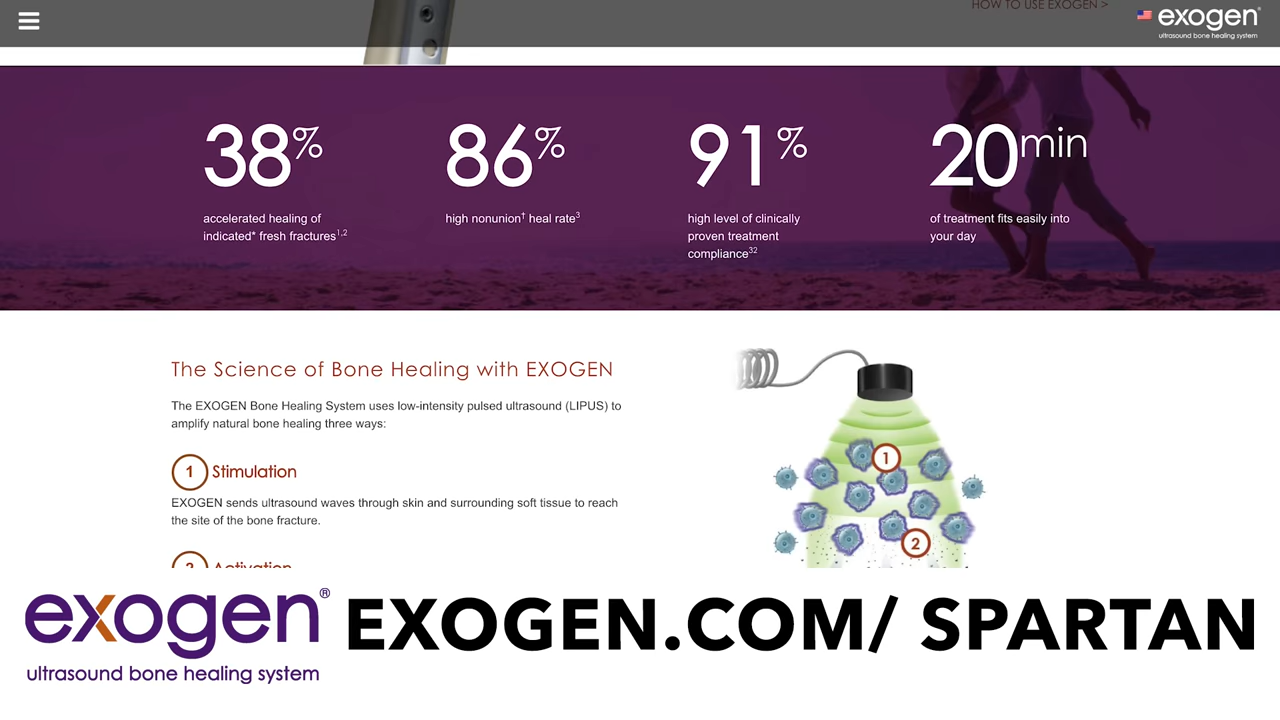 HOW TO USE EXOGEN >
exogen®
ultrasound bone healing system
38%
accelerated healing of
indicated* fresh fractures1,2
86%
high nonunion† heal rate3
91%
high level of clinically
proven treatment
compliance32
20min
of treatment fits easily into
your day
The Science of Bone Healing with EXOGEN
The EXOGEN Bone Healing System uses low-intensity pulsed ultrasound (LIPUS) to
amplify natural bone healing three ways:
1 Stimulation
EXOGEN sends ultrasound waves through skin and surrounding soft tissue to reach
the site of the bone fracture.
2 Activation
1
2
exogen®
ultrasound bone healing system
EXOGEN.COM/ SPARTAN